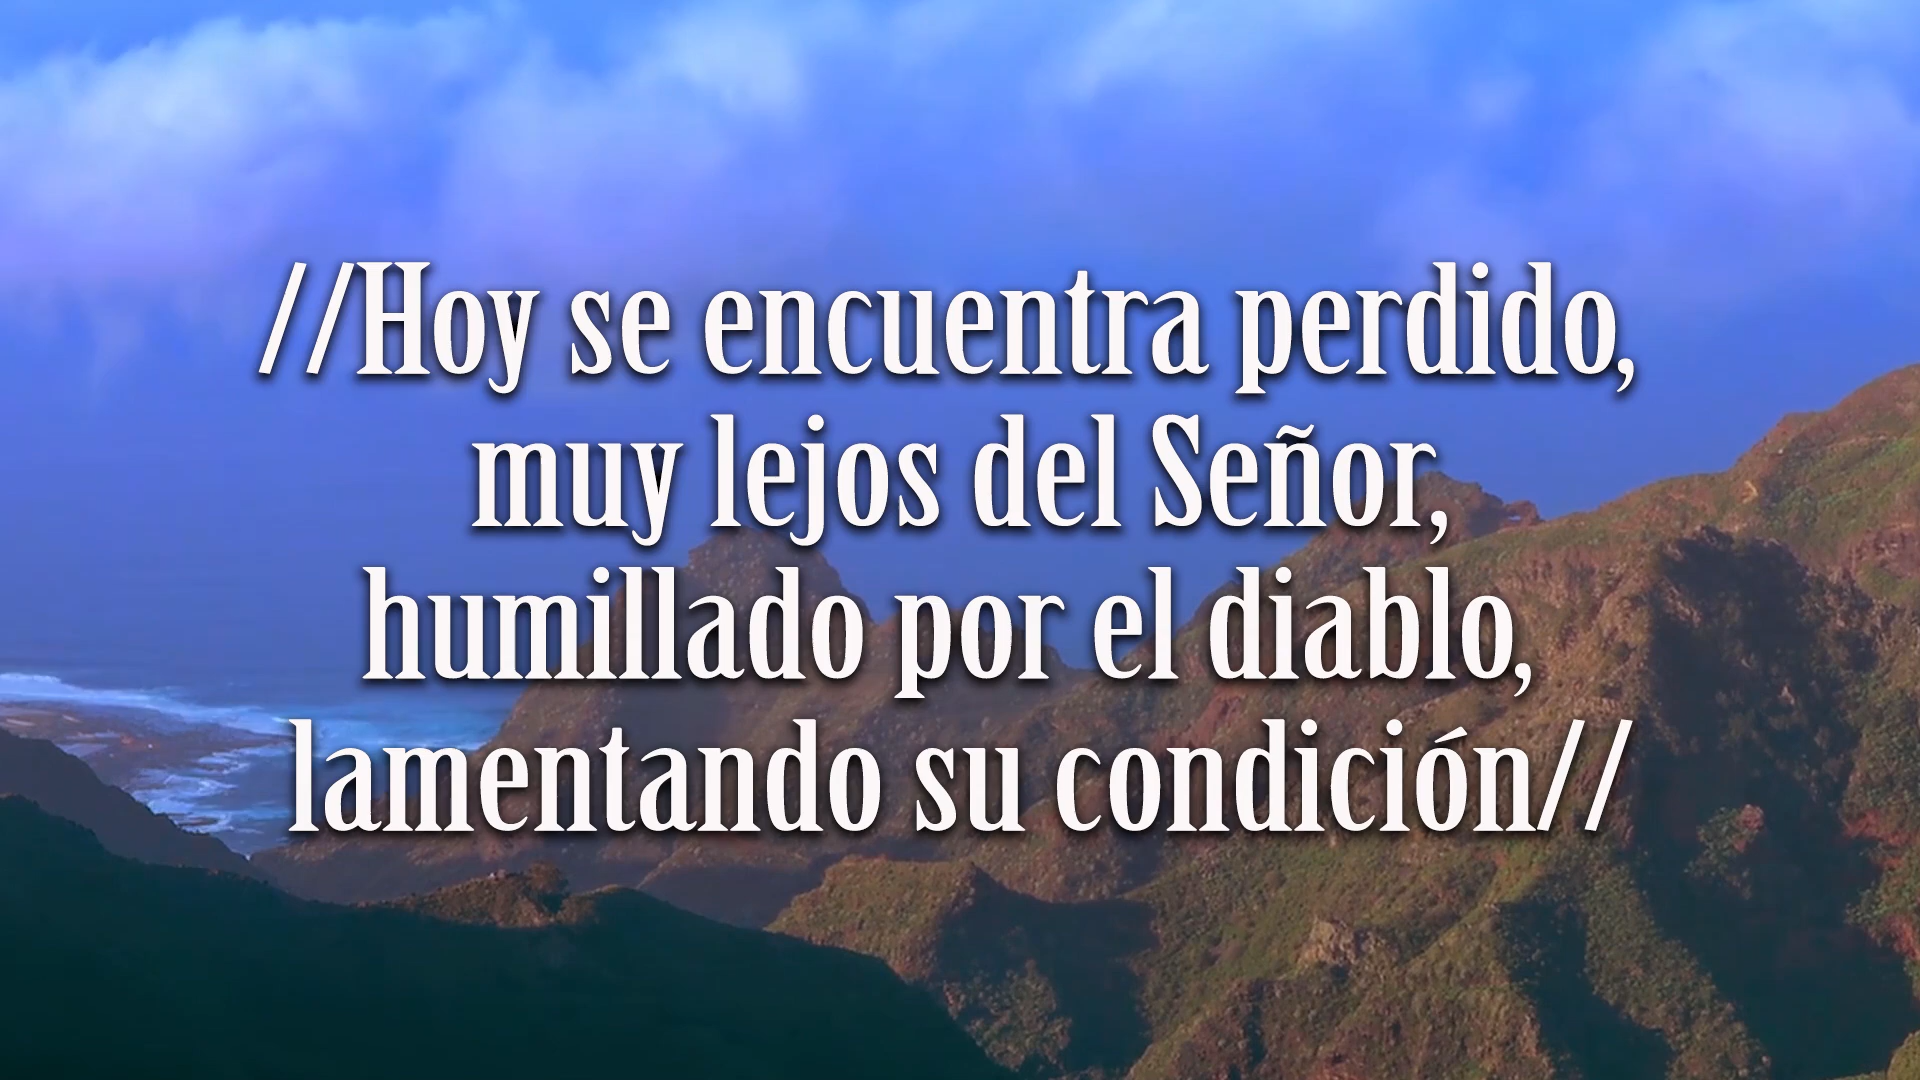 //Hoy se encuentra perdido,
muy lejos del Señor,
humillado por el diablo,
lamentando su condición//